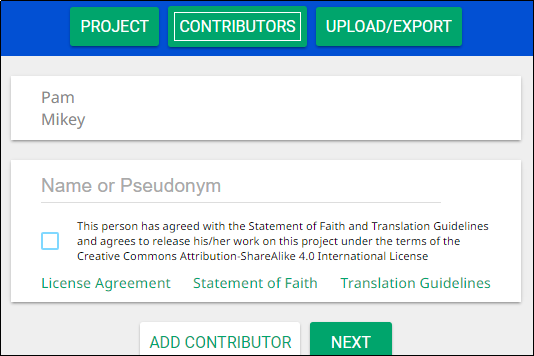 PROJECT CONTRIBUTORS UPLOAD/EXPORT
Pam
Mikey
Name or Pseudonym
This person has agreed with the Statement of Faith and Translation Guidelines
and agrees to release his/her work on this project under the terms of the
Creative Commons Attribution-ShareAlike 4.0 International License
License Agreement Statement of Faith Translation Guidelines
ADD CONTRIBUTOR NEXT